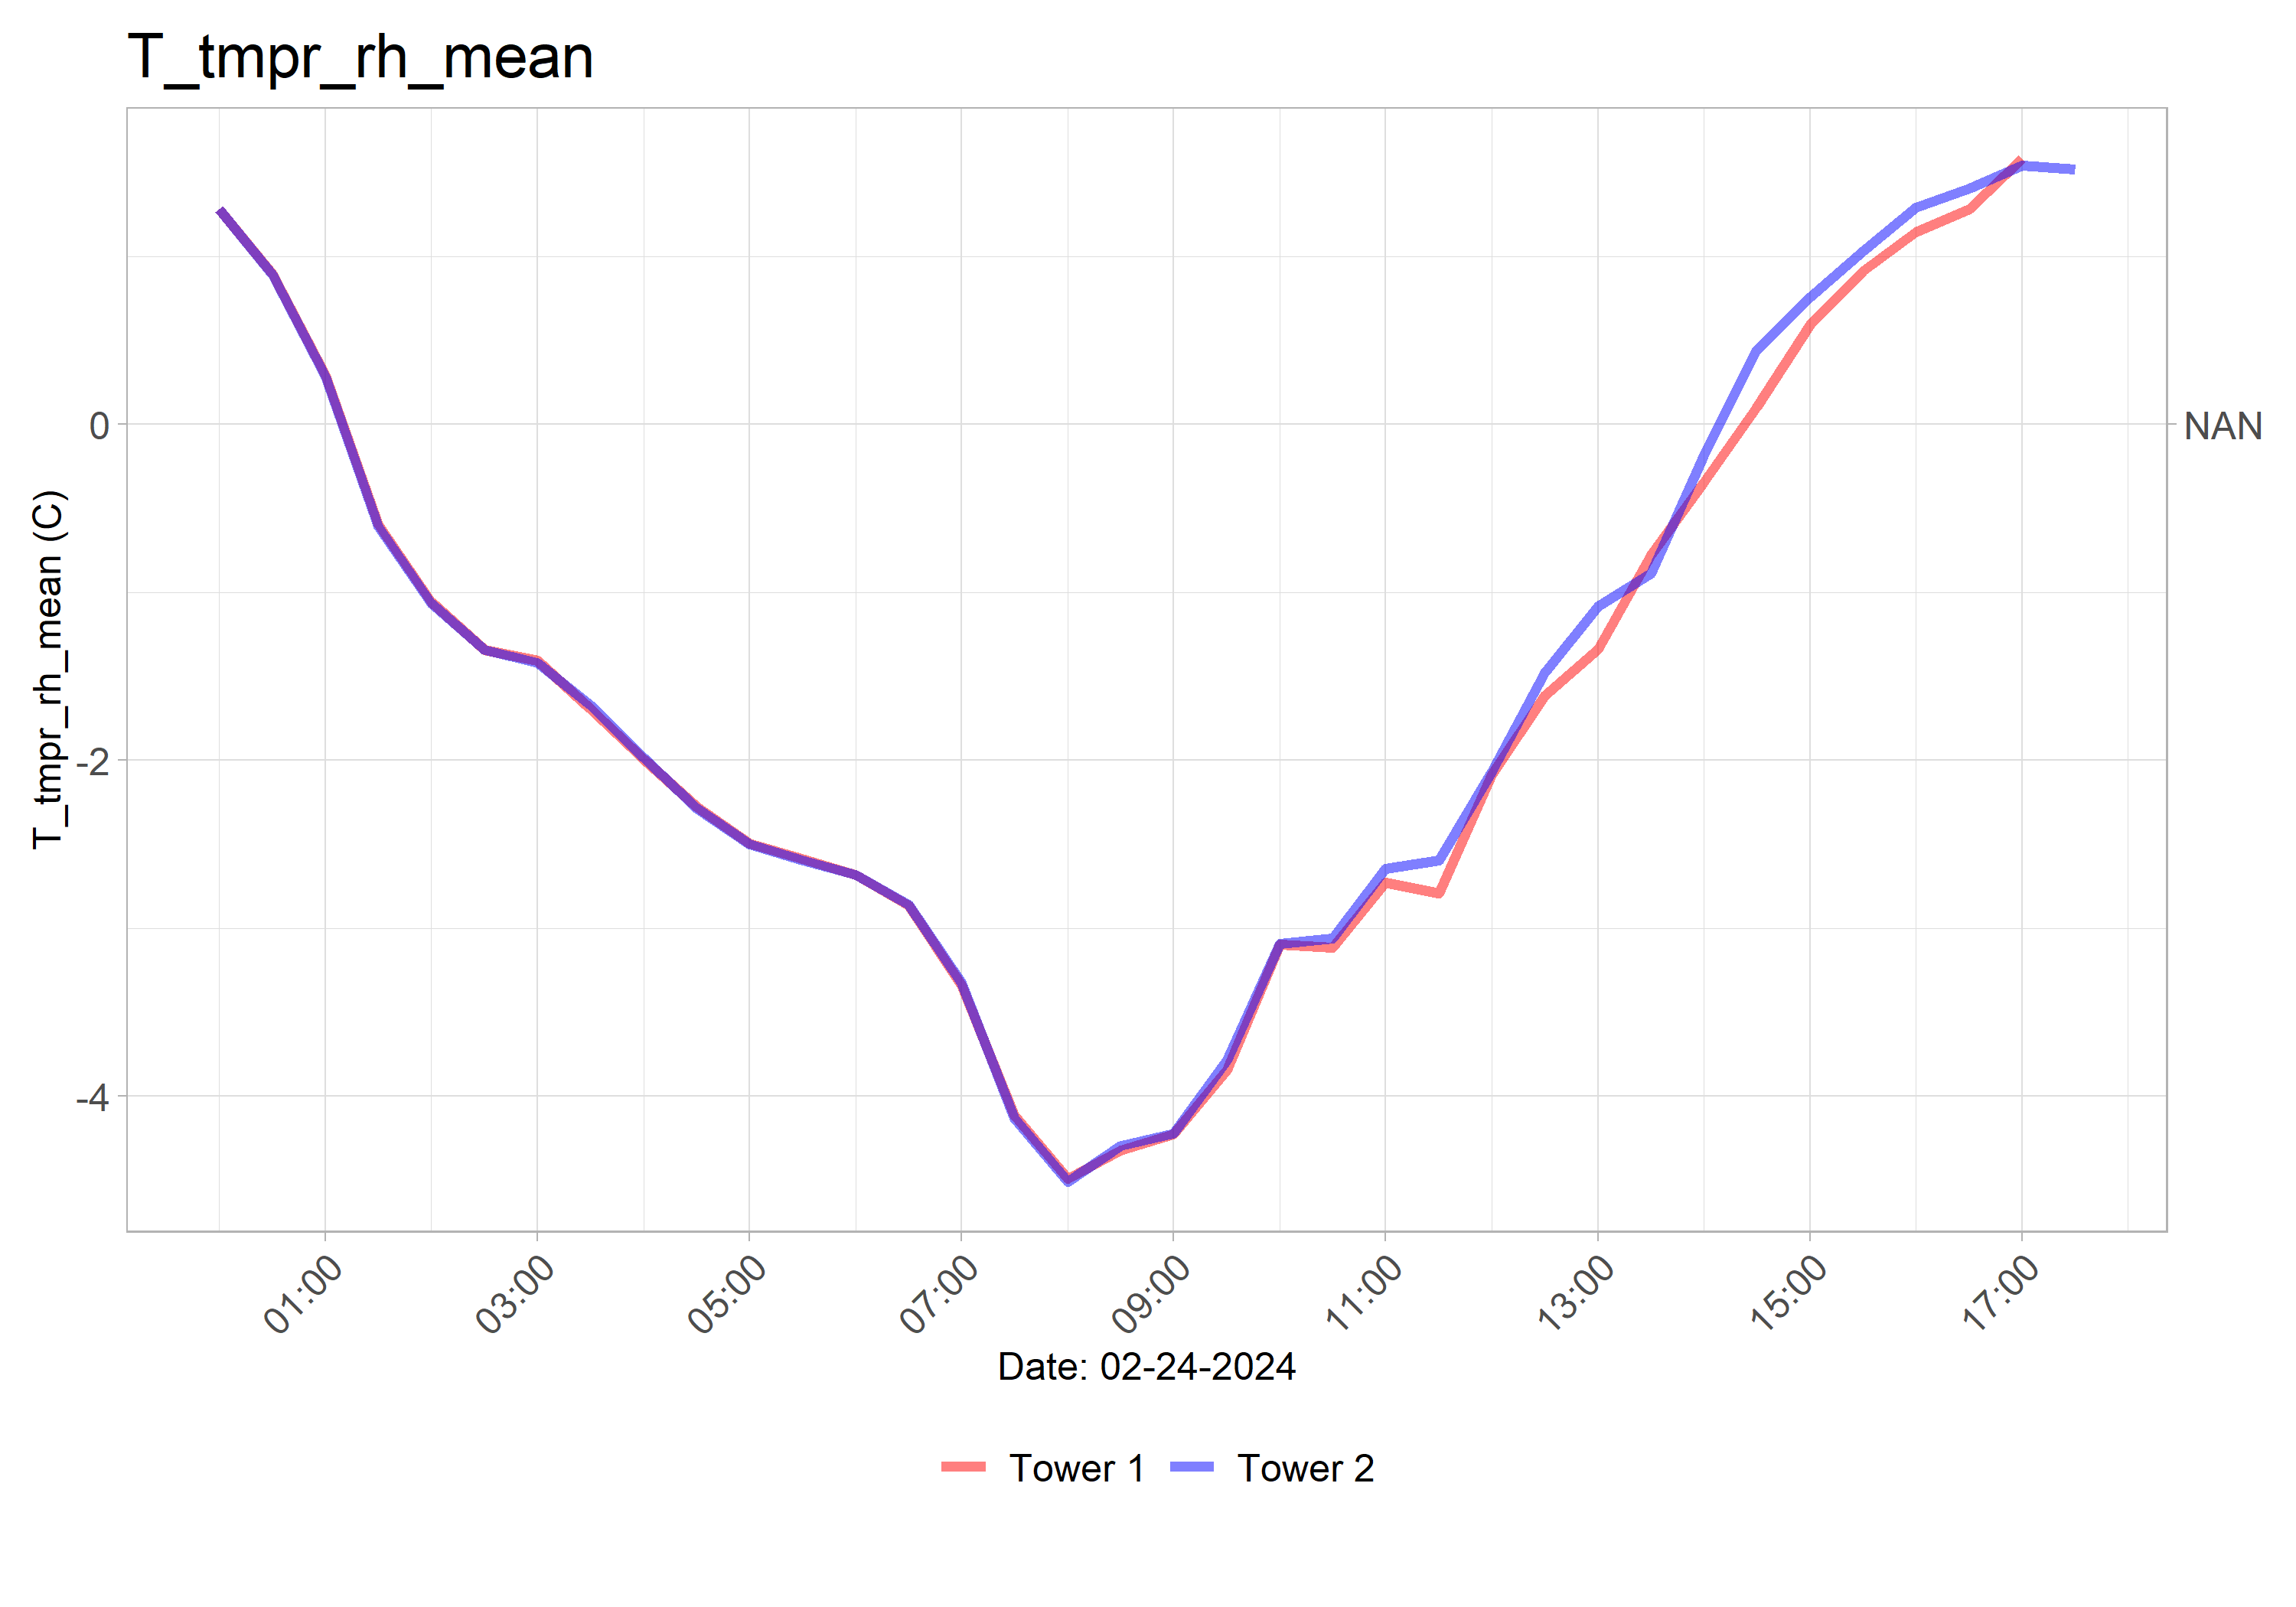 T_tmpr_rh_mean
T_tmpr_rh_mean (C)
0
-2
-4
NAN
01:00
03:00
05:00
07:00
09:00
11:00
13:00
15:00
17:00
Date: 02-24-2024
Tower 1
Tower 2